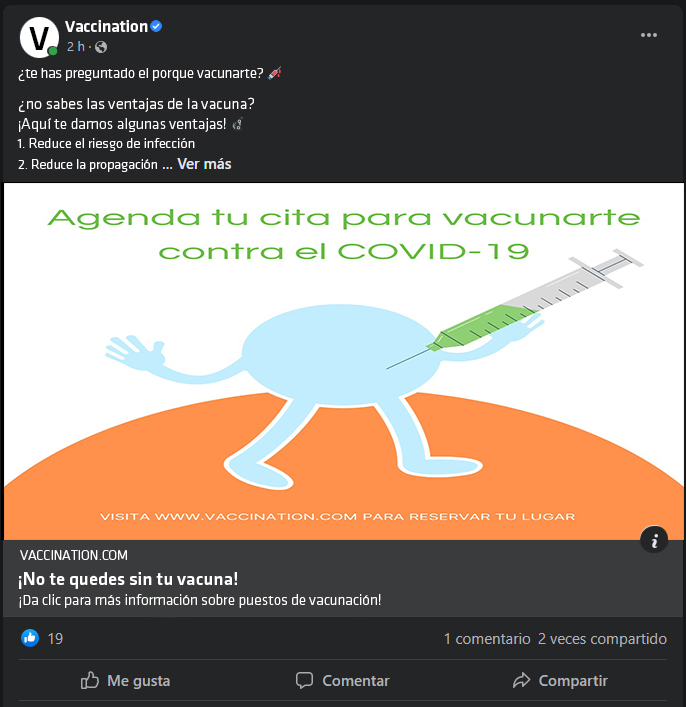 V
Vaccination
2 h ·
¿te has preguntado el porque vacunarte?
¿no sabes las ventajas de la vacuna?
¡Aquí te damos algunas ventajas!
1. Reduce el riesgo de infección
2. Reduce la propagación ... Ver más
Agenda tu cita para vacunarte
contra el COVID-19
VISITA WWW.VACCINATION.COM PARA RESERVAR TU LUGAR
i
VACCINATION.COM
¡No te quedes sin tu vacuna!
¡Da clic para más información sobre puestos de vacunación!
19 1 comentario 2 veces compartido
Me gusta Comentar Compartir